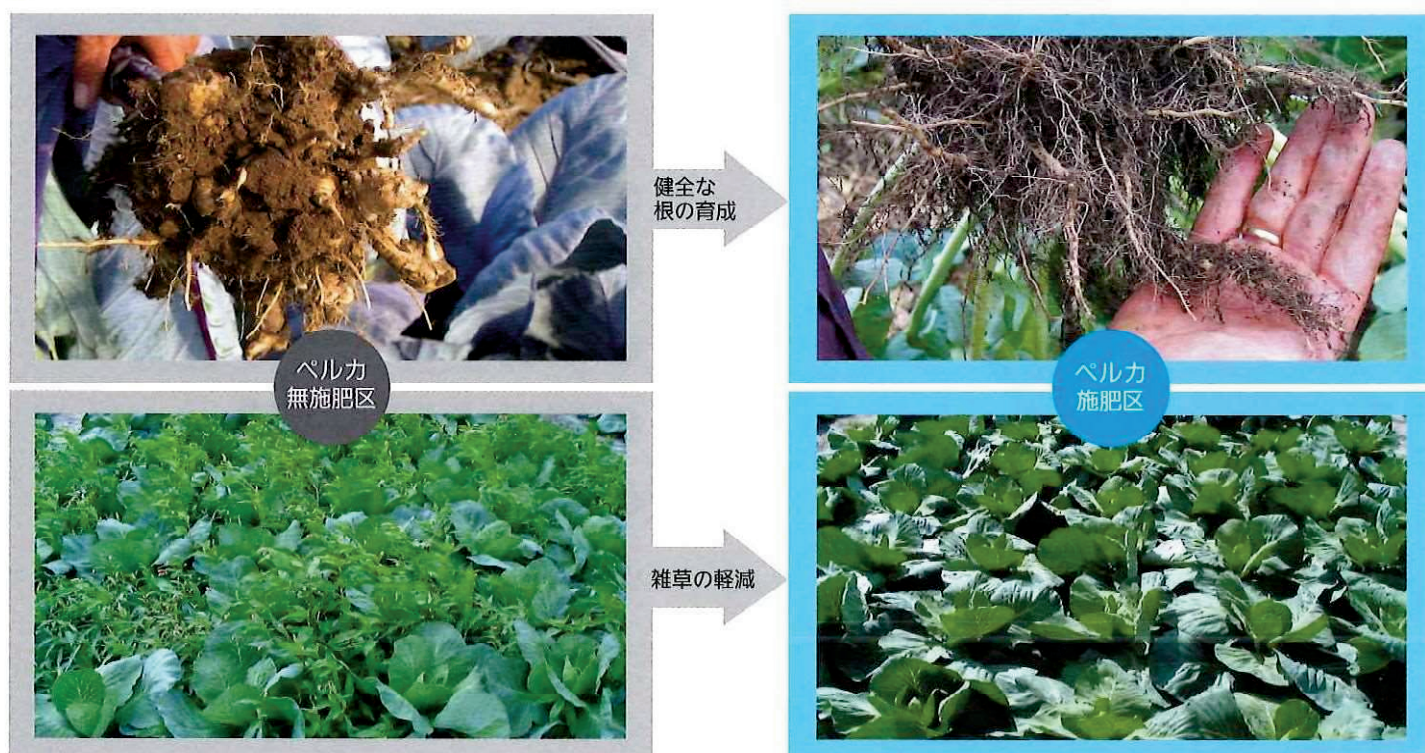 健全な
根の育成
ペルカ
無施肥区
ペルカ
施肥区
雑草の軽減